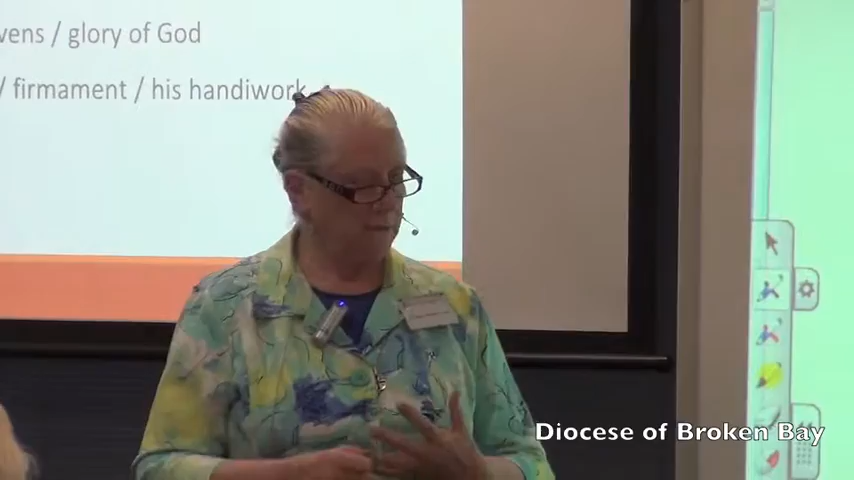 vens / glory of God
/ firmament / his handiwork
Diocese of Broken Bay